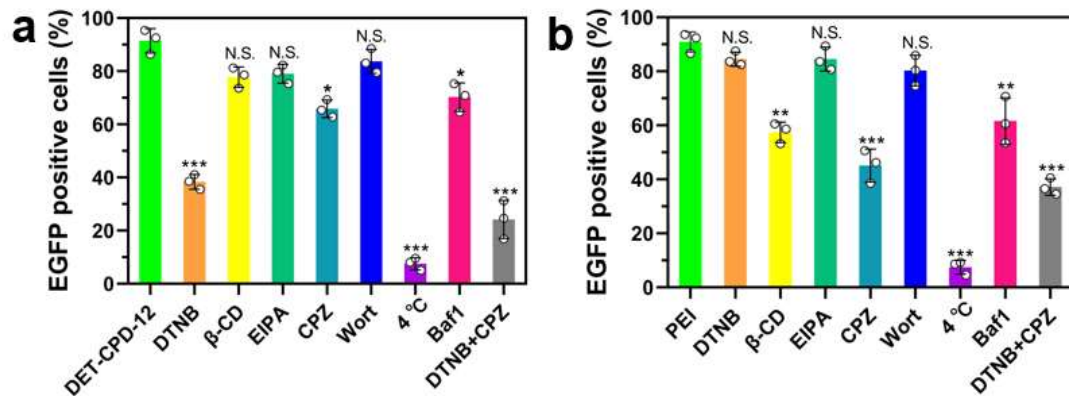 a
EGFP positive cells (%)
100
80
60
40
20
0
***
N.S.
N.S.
*
N.S.
***
*
***
DET-CPD-12
DTNB
β-CD
EIPA
CPZ
Wort
4 °C
Baf1
DTNB+CPZ
b
EGFP positive cells (%)
100
80
60
40
20
0
N.S.
**
N.S.
***
N.S.
***
**
***
PEI
DTNB
β-CD
EIPA
CPZ
Wort
4 °C
Baf1
DTNB+CPZ